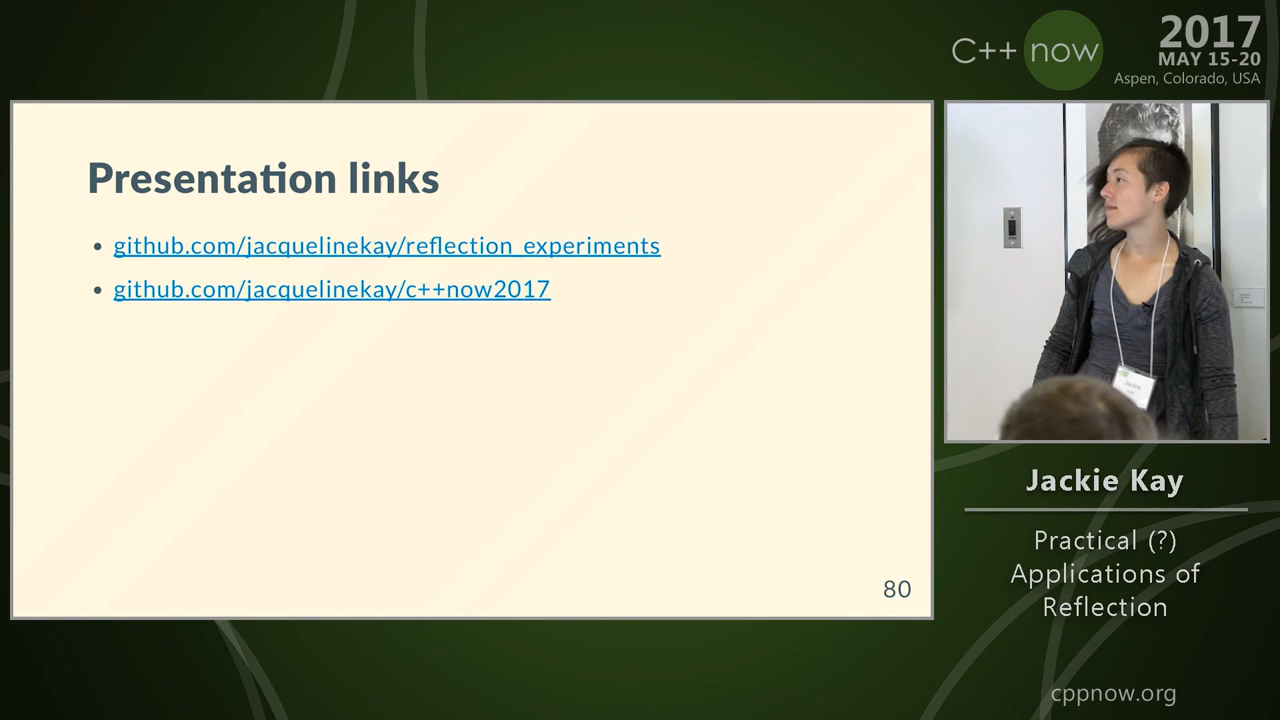 C++ now
2017
MAY 15-20
Aspen, Colorado, USA
Presentation links
• github.com/jacquelinekay/reflection_experiments
• github.com/jacquelinekay/c++now2017
80
Jackie
Jackie Kay
Practical (?)
Applications of
Reflection
cppnow.org